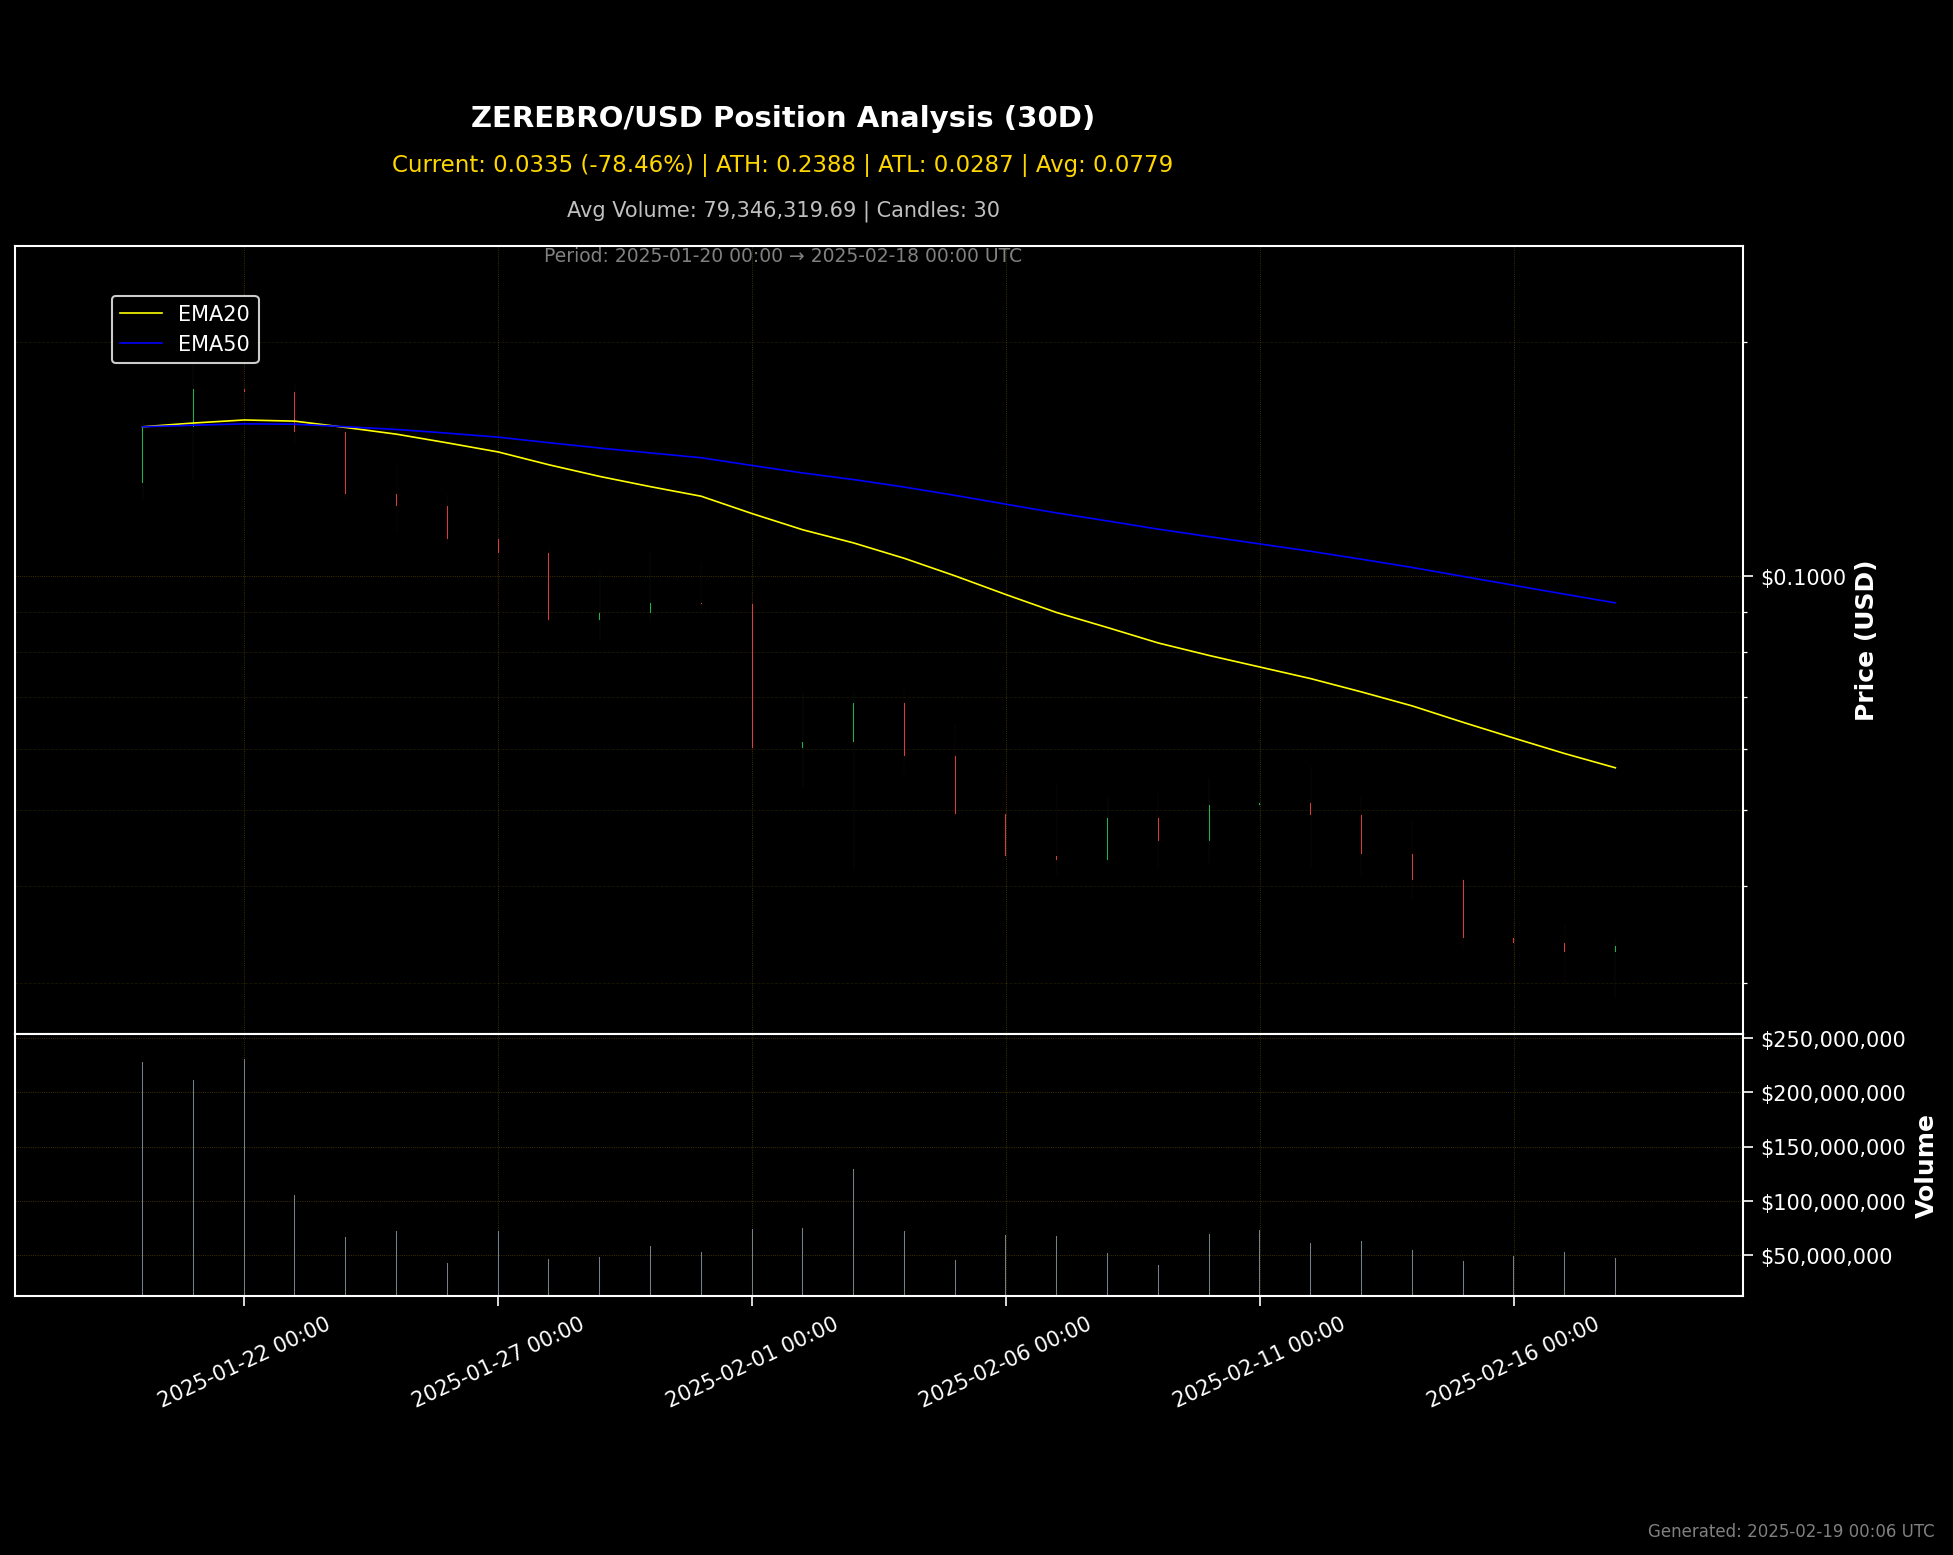 ZEREBRO/USD Position Analysis (30D)
Current: 0.0335 (-78.46%) | ATH: 0.2388 | ATL: 0.0287 | Avg: 0.0779
Avg Volume: 79,346,319.69 | Candles: 30
Period: 2025-01-20 00:00 → 2025-02-18 00:00 UTC
EMA20
EMA50
$0.1000
Price (USD)
$250,000,000
$200,000,000
$150,000,000
$100,000,000
$50,000,000
Volume
2025-01-22 00:00
2025-01-27 00:00
2025-02-01 00:00
2025-02-06 00:00
2025-02-11 00:00
2025-02-16 00:00
Generated: 2025-02-19 00:06 UTC